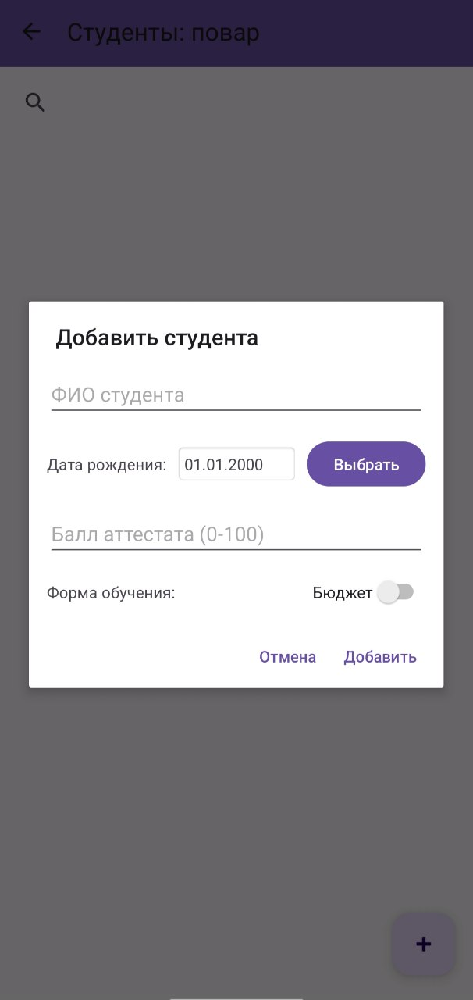 Студенты: повар
Добавить студента
ФИО студента
Дата рождения: 01.01.2000 Выбрать
Балл аттестата (0-100)
Форма обучения: Бюджет
Отмена Добавить
+